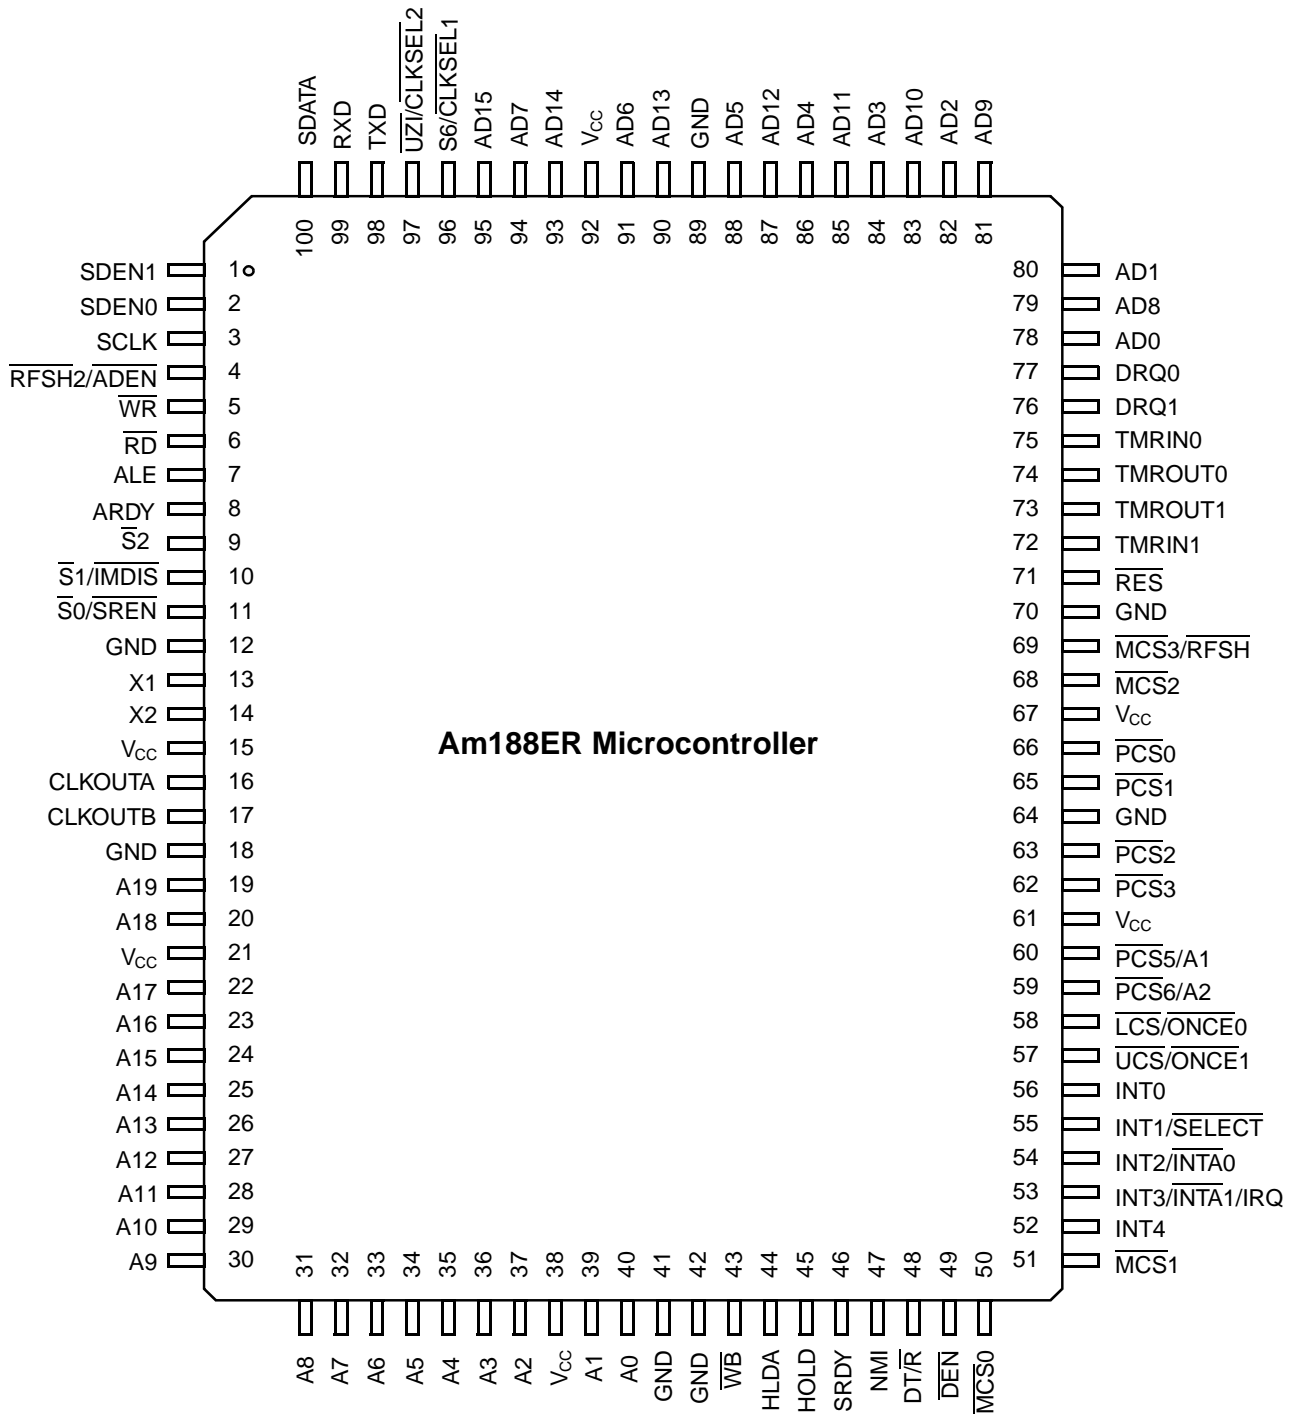 SDATA
RXD
TXD
UZI/CLKSEL2
S6/CLKSEL1
AD15
AD7
AD14
VCC
AD6
AD13
GND
AD5
AD12
AD4
AD11
AD3
AD10
AD2
AD9
100 99 98 97 96 95 94 93 92 91 90 89 88 87 86 85 84 83 82 81
SDEN1 1
SDEN0 2
SCLK 3
RFSH2/ADEN 4
WR 5
RD 6
ALE 7
ARDY 8
S2 9
S1/IMDIS 10
S0/SREN 11
GND 12
X1 13
X2 14
VCC 15
CLKOUTA 16
CLKOUTB 17
GND 18
A19 19
A18 20
VCC 21
A17 22
A16 23
A15 24
A14 25
A13 26
A12 27
A11 28
A10 29
A9 30
Am188ER Microcontroller
80 AD1
79 AD8
78 AD0
77 DRQ0
76 DRQ1
75 TMRIN0
74 TMROUT0
73 TMROUT1
72 TMRIN1
71 RES
70 GND
69 MCS3/RFSH
68 MCS2
67 VCC
66 PCS0
65 PCS1
64 GND
63 PCS2
62 PCS3
61 VCC
60 PCS5/A1
59 PCS6/A2
58 LCS/ONCE0
57 UCS/ONCE1
56 INT0
55 INT1/SELECT
54 INT2/INTA0
53 INT3/INTA1/IRQ
52 INT4
51 MCS1
31 32 33 34 35 36 37 38 39 40 41 42 43 44 45 46 47 48 49 50
A8
A7
A6
A5
A4
A3
A2
VCC
A1
A0
GND
GND
WB
HLDA
HOLD
SRDY
NMI
DT/R
DEN
MCS0